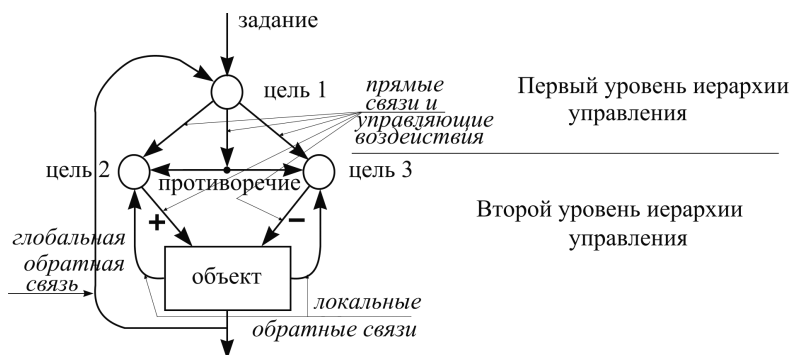 задание
цель 1
прямые
связи и
управляющие
воздействия
Первый уровень иерархии
управления
цель 2
противоречие
цель 3
+
−
Второй уровень иерархии
управления
глобальная
обратная
связь
объект
локальные
обратные связи